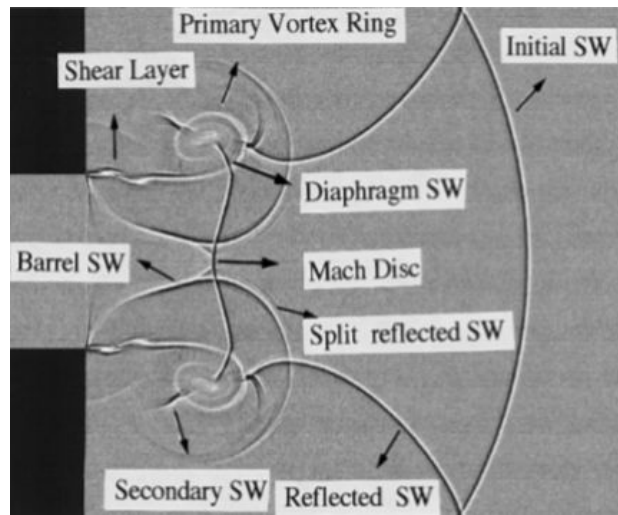 Primary Vortex Ring
Initial SW
Shear Layer
Diaphragm SW
Barrel SW
Mach Disc
Split reflected SW
Secondary SW
Reflected SW